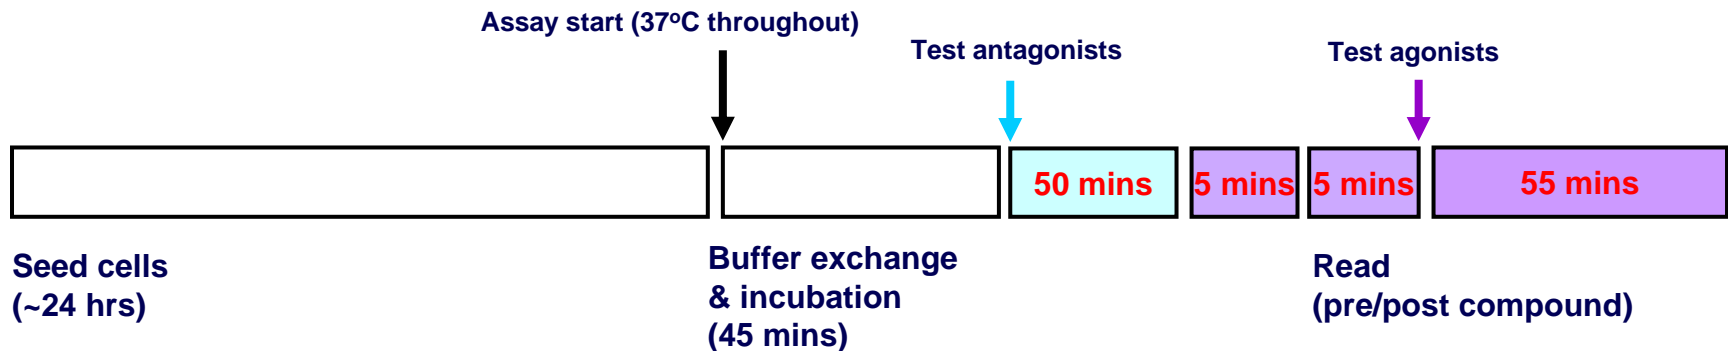 Assay start (37ºC throughout)
Test antagonists
Test agonists
50 mins
5 mins
5 mins
55 mins
Seed cells
(~24 hrs)
Buffer exchange
& incubation
(45 mins)
Read
(pre/post compound)